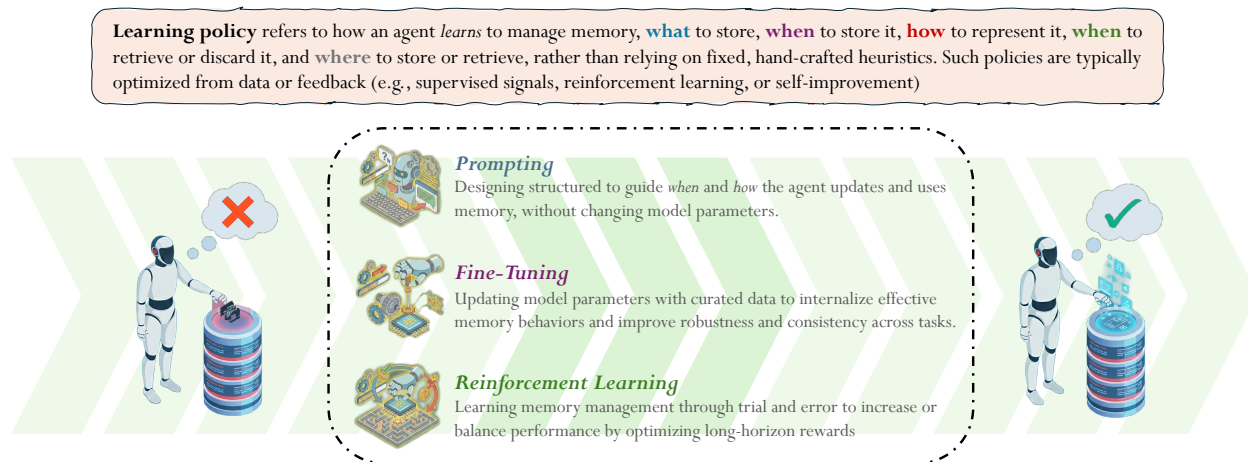 Learning policy refers to how an agent learns to manage memory, what to store, when to store it, how to represent it, when to
retrieve or discard it, and where to store or retrieve, rather than relying on fixed, hand-crafted heuristics. Such policies are typically
optimized from data or feedback (e.g., supervised signals, reinforcement learning, or self-improvement)
Prompting
Designing structured to guide when and how the agent updates and uses
memory, without changing model parameters.
Fine-Tuning
Updating model parameters with curated data to internalize effective
memory behaviors and improve robustness and consistency across tasks.
Reinforcement Learning
Learning memory management through trial and error to increase or
balance performance by optimizing long-horizon rewards